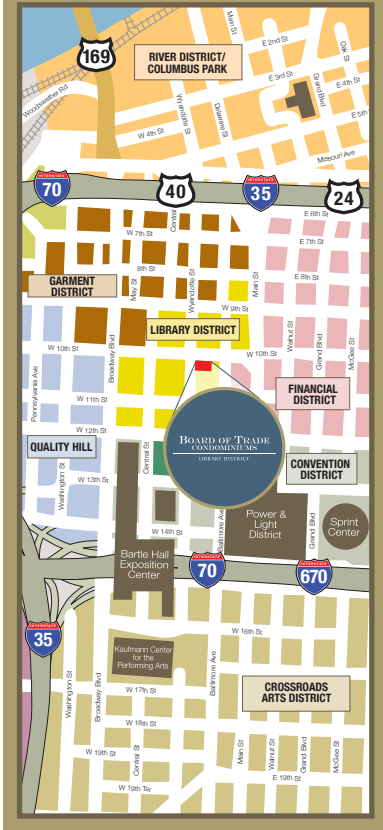 Main St
E 2nd St
Oak St
169
RIVER DISTRICT/
COLUMBUS PARK
E 3rd St
Grand Blvd
E 4th St
Woodswether Rd
Wyandotte St
Delaware St
E 5th
W 4th St
Missouri Ave
INTERSTATE
70
40
INTERSTATE
35
24
Central
E 6th St
W 7th St
E 7th St
8th St
E 8th St
GARMENT
DISTRICT
May St
Wyandotte St
Main St
W 9th St
LIBRARY DISTRICT
Broadway Blvd
Walnut St
Grand Blvd
McGee St
W 10th St
W 10th St
Pennsylvania Ave
FINANCIAL
DISTRICT
W 11th St
W 12th St
QUALITY HILL
Central St
BOARD OF TRADE
CONDOMINIUMS
LIBRARY DISTRICT
CONVENTION
DISTRICT
Washington St
W 13th St
Baltimore Ave
Power &
Light
District
Grand Blvd
Sprint
Center
W 14th St
Bartle Hall
Exposition
Center
INTERSTATE
70
INTERSTATE
670
INTERSTATE
35
W 16th St
Kaufmann Center
for the
Performing Arts
Baltimore Ave
Washington St
Broadway Blvd
W 17th St
CROSSROADS
ARTS DISTRICT
W 18th St
Central St
W 19th St
Main St
Walnut St
Grand Blvd
McGee St
E 19th St
W 19th Ter